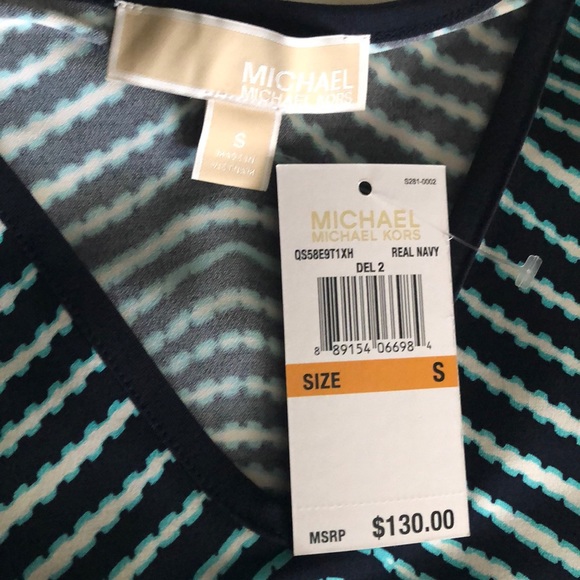 MICHAEL
MICHAEL KORS
S
S281-0002
MICHAEL
MICHAEL KORS
QS58E9T1XH REAL NAVY
DEL 2
8 89154 06698 4
SIZE S
MSRP $130.00